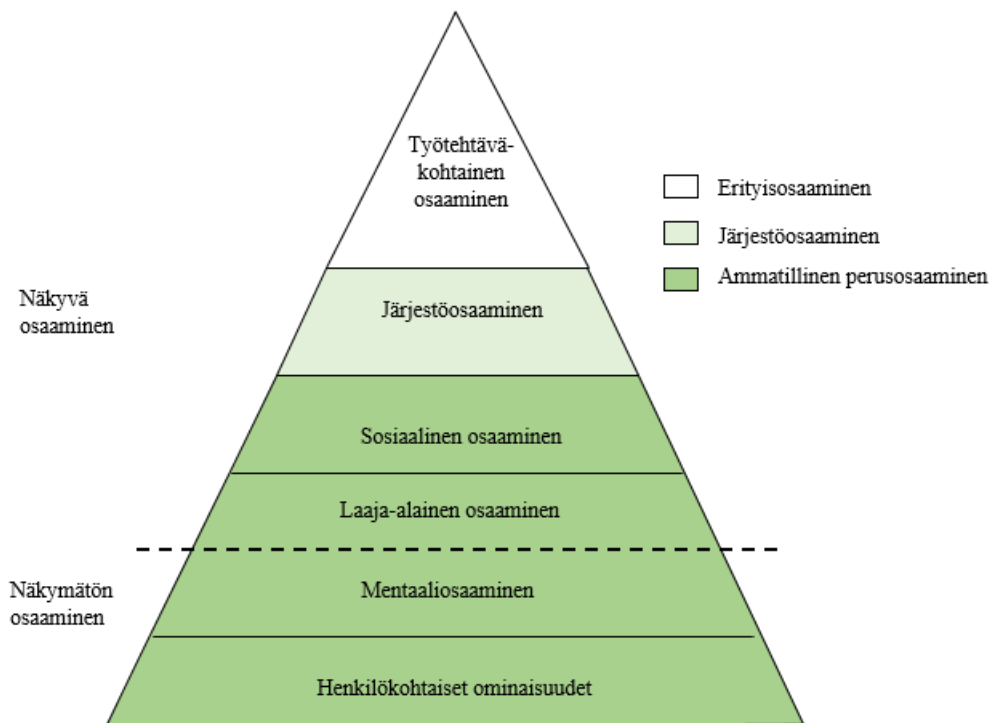 Työtehtävä-
kohtainen
osaaminen
Erityisosaaminen
Järjestöosaaminen
Ammatillinen perusosaaminen
Näkyvä
osaaminen
Järjestöosaaminen
Sosiaalinen osaaminen
Laaja-alainen osaaminen
Näkymätön
osaaminen
Mentaaliosaaminen
Henkilökohtaiset ominaisuudet